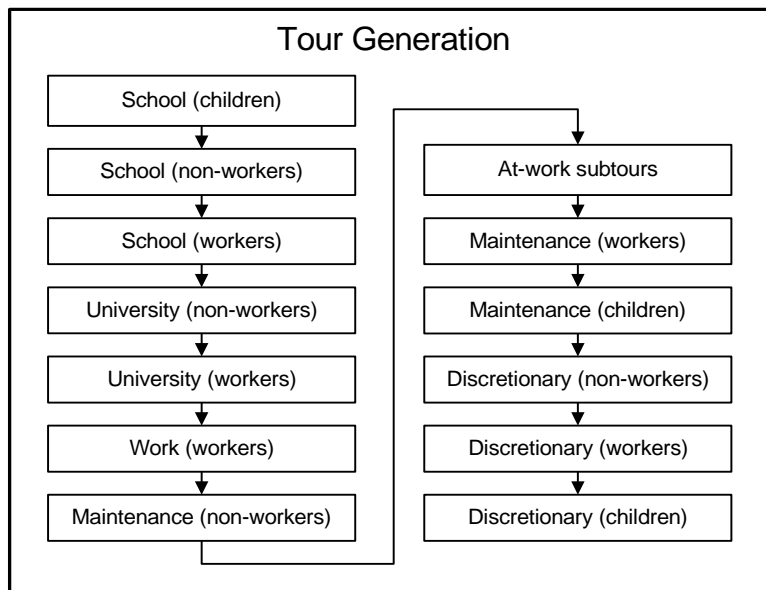 Tour Generation
School (children)
School (non-workers)
School (workers)
University (non-workers)
University (workers)
Work (workers)
Maintenance (non-workers)
At-work subtours
Maintenance (workers)
Maintenance (children)
Discretionary (non-workers)
Discretionary (workers)
Discretionary (children)